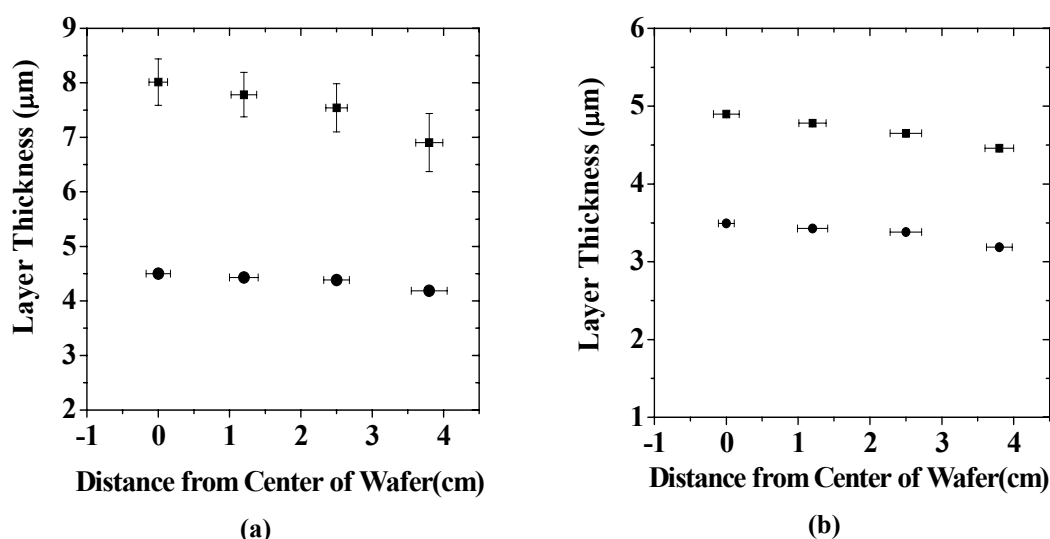 9
8
7
6
5
4
3
2
-1 0 1 2 3 4
Layer Thickness (μm)
Distance from Center of Wafer(cm)
(a)
6
5
4
3
2
1
-1 0 1 2 3 4
Layer Thickness (μm)
Distance from Center of Wafer(cm)
(b)